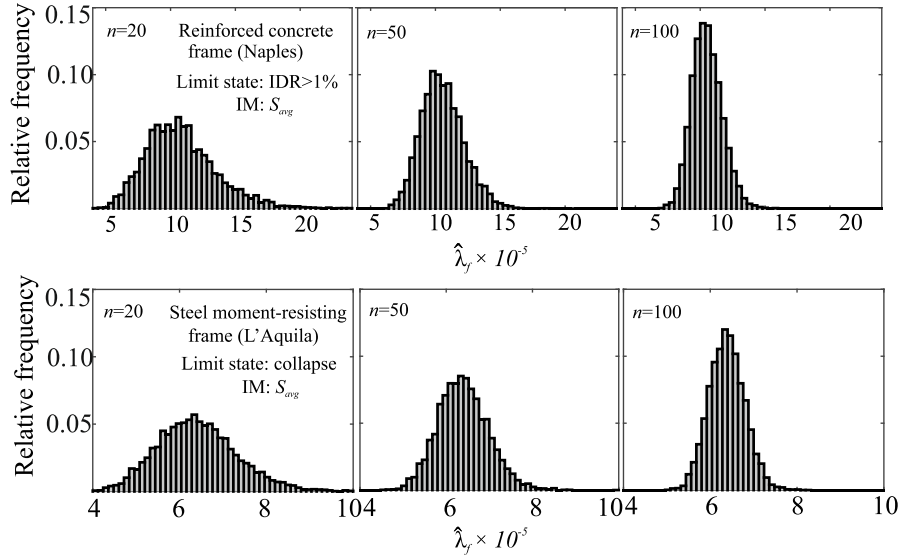 0.15
0.10
0.05
Relative frequency
n=20
Reinforced concrete
frame (Naples)
Limit state: IDR>1%
IM: Savg
n=50
n=100
5 10 15 20
5 10 15 20
5 10 15 20
λ̂f × 10-5
0.15
0.10
0.05
Relative frequency
n=20
Steel moment-resisting
frame (L’Aquila)
Limit state: collapse
IM: Savg
n=50
n=100
4 6 8 10
4 6 8 10
4 6 8 10
λ̂f × 10-5